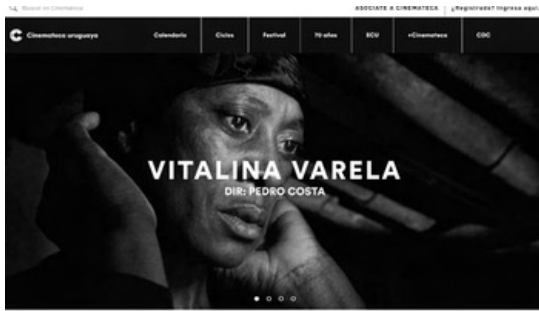 Buscar en Cinemateca
ASOCIATE A CINEMATECA
¿Registrado? Ingresa aquí
Cinemateca uruguaya
Calendario
Ciclos
Festival
70 años
ECU
+Cinemateca
CDC
VITALINA VARELA
DIR: PEDRO COSTA